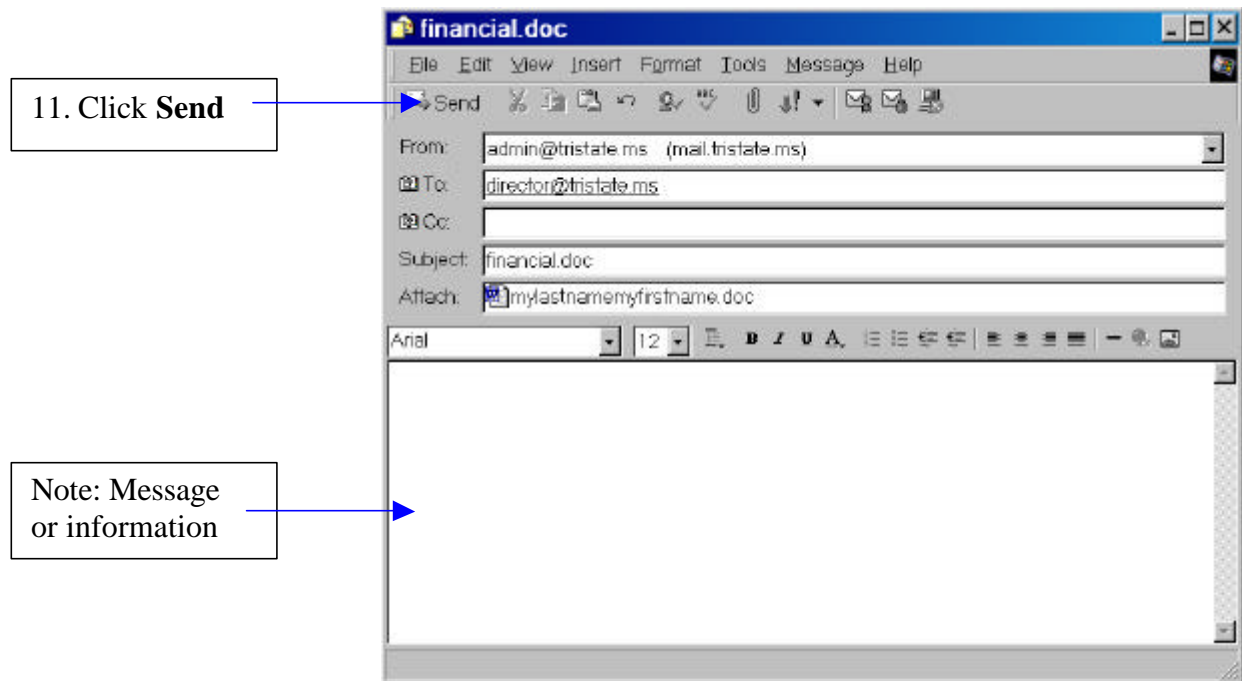 financial.doc
File Edit View Insert Format Tools Message Help
11. Click Send
Send
From: admin@tristate.ms (mail.tristate.ms)
To: director@tristate.ms
Cc:
Subject: financial.doc
Attach: mylastnamemyfirstname.doc
Arial 12 B I U A
Note: Message
or information